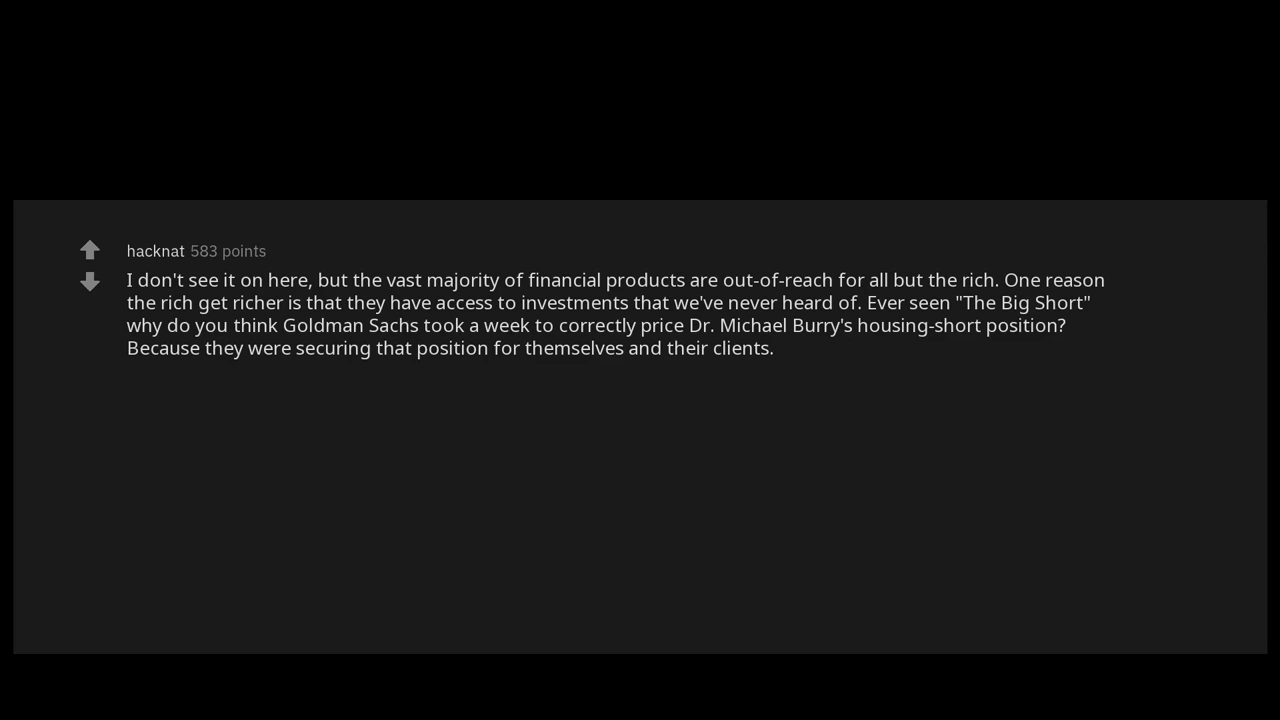 hacknat 583 points
I don't see it on here, but the vast majority of financial products are out-of-reach for all but the rich. One reason
the rich get richer is that they have access to investments that we've never heard of. Ever seen "The Big Short"
why do you think Goldman Sachs took a week to correctly price Dr. Michael Burry's housing-short position?
Because they were securing that position for themselves and their clients.